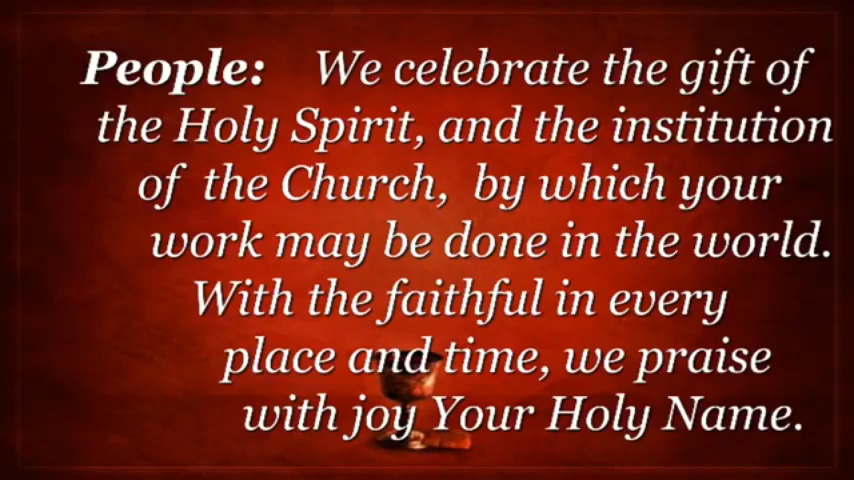 People: We celebrate the gift of
the Holy Spirit, and the institution
of the Church, by which your
work may be done in the world.
With the faithful in every
place and time, we praise
with joy Your Holy Name.